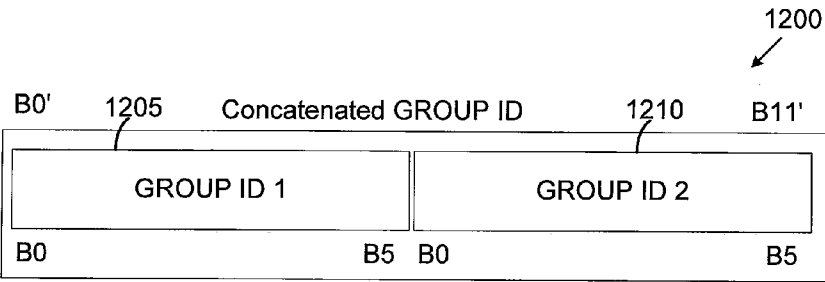 1200
B0' 1205 Concatenated GROUP ID 1210 B11'
GROUP ID 1 GROUP ID 2
B0 B5 B0 B5